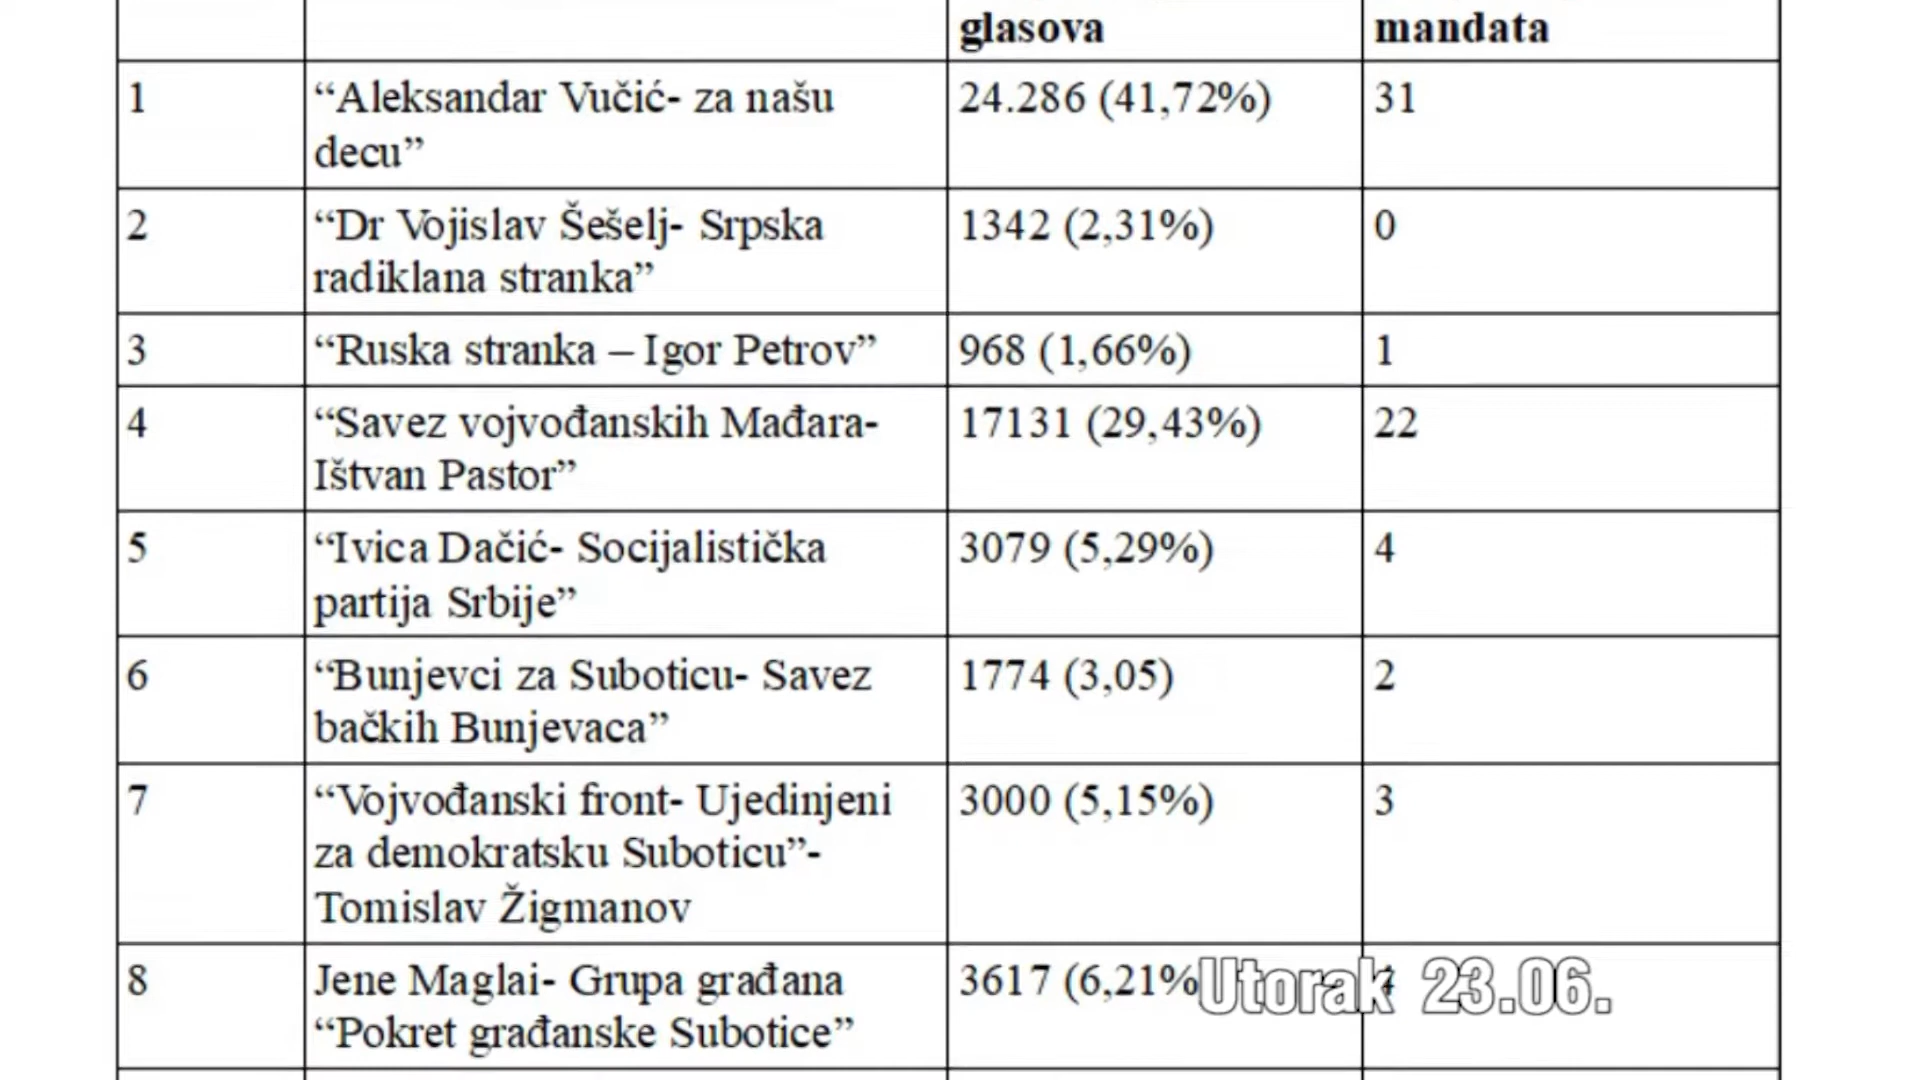 glasova mandata
1 “Aleksandar Vučić- za našu 24.286 (41,72%) 31
decu”
2 “Dr Vojislav Šešelj- Srpska 1342 (2,31%) 0
radiklana stranka”
3 “Ruska stranka – Igor Petrov” 968 (1,66%) 1
4 “Savez vojvođanskih Mađara- 17131 (29,43%) 22
Ištvan Pastor”
5 “Ivica Dačić- Socijalistička 3079 (5,29%) 4
partija Srbije”
6 “Bunjevci za Suboticu- Savez 1774 (3,05) 2
bačkih Bunjevaca”
7 “Vojvođanski front- Ujedinjeni 3000 (5,15%) 3
za demokratsku Suboticu”-
Tomislav Žigmanov
8 Jene Maglai- Grupa građana 3617 (6,21%
“Pokret građanske Subotice”
Utorak 23.06.